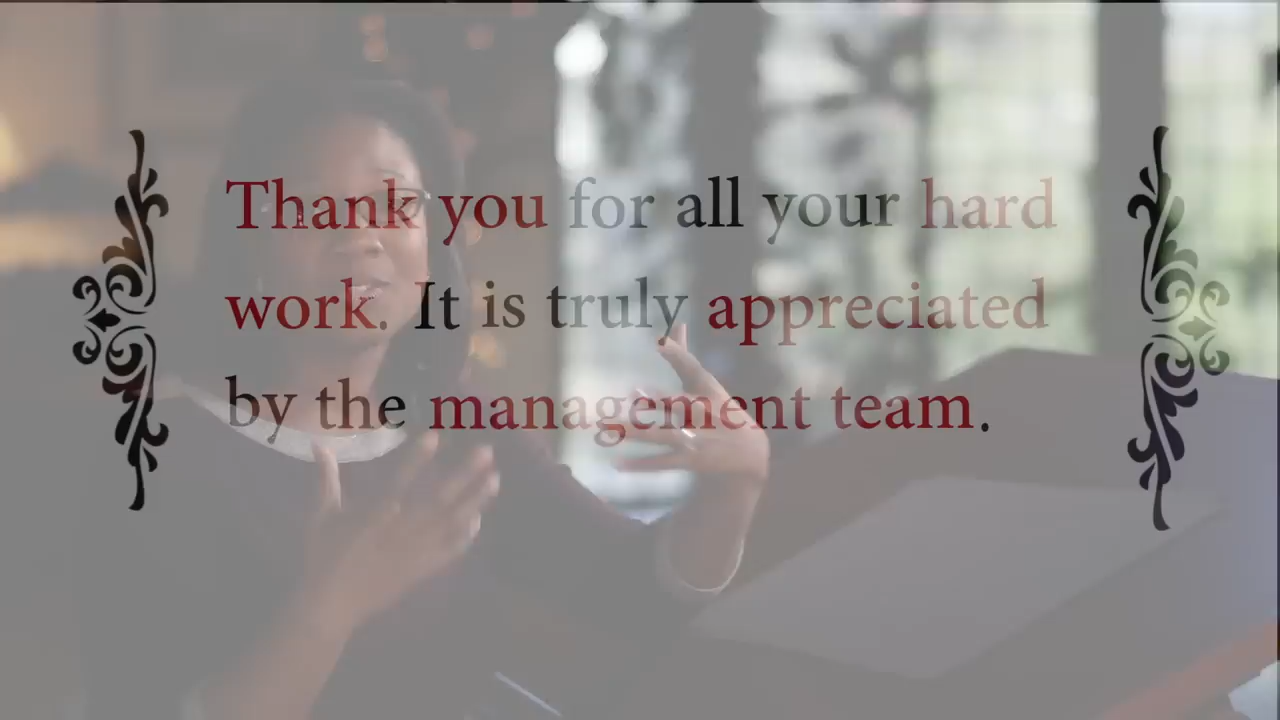 Thank you for all your hard
work. It is truly appreciated
by the management team.